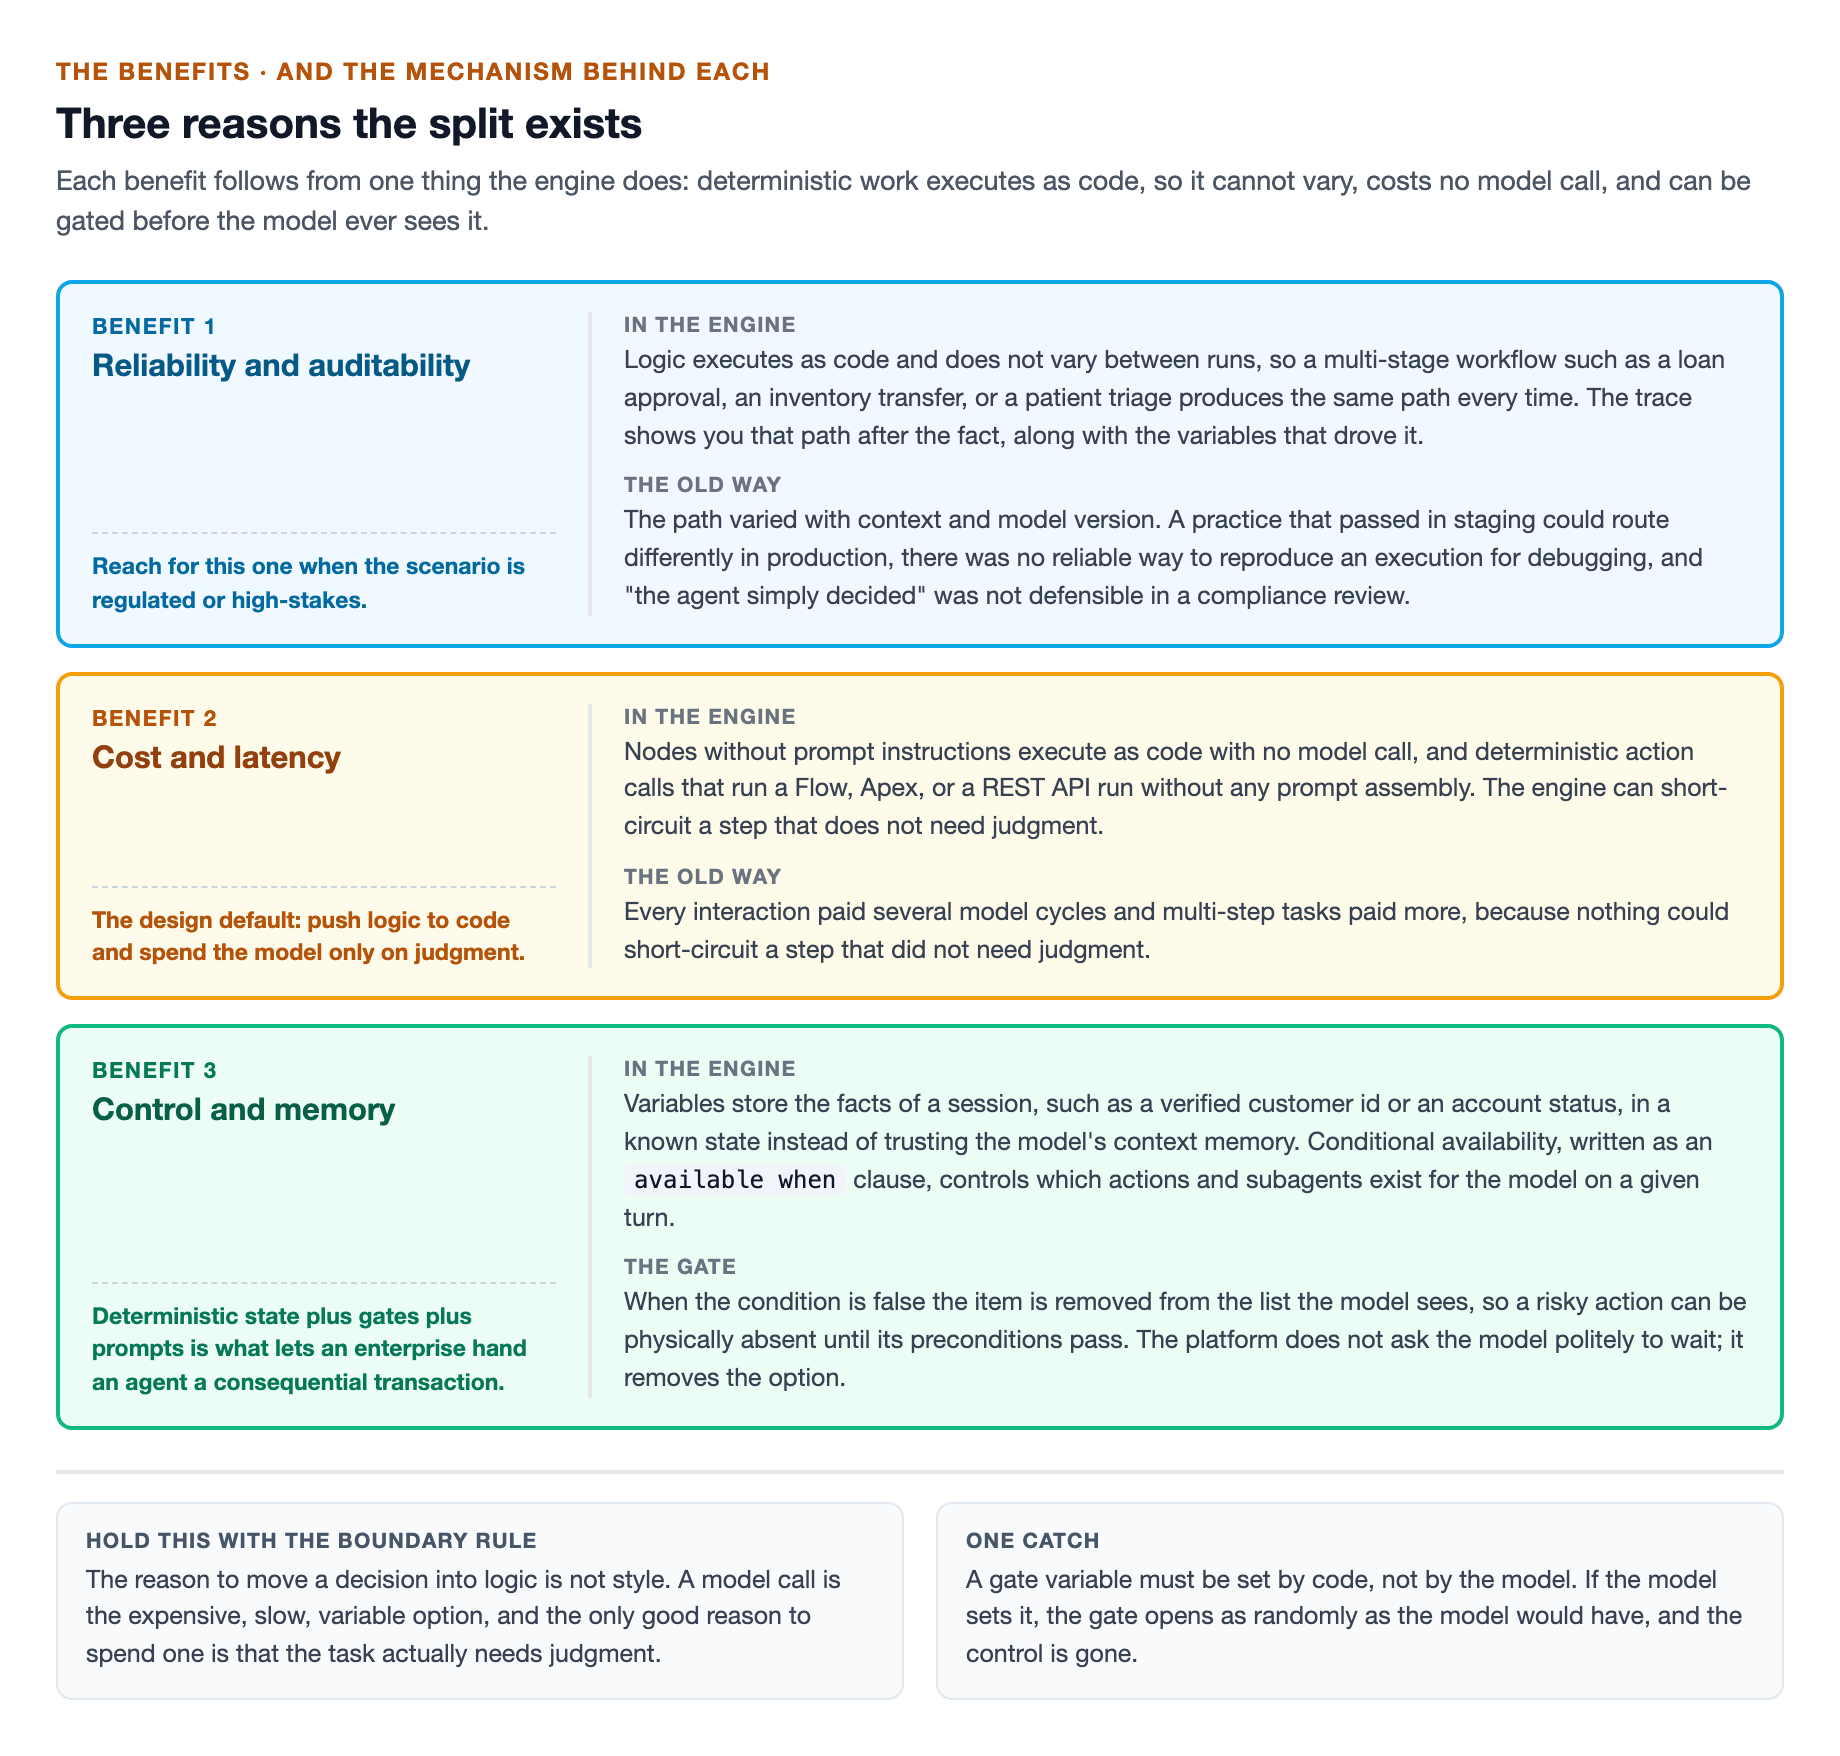 THE BENEFITS · AND THE MECHANISM BEHIND EACH
Three reasons the split exists
Each benefit follows from one thing the engine does: deterministic work executes as code, so it cannot vary, costs no model call, and can be
gated before the model ever sees it.
BENEFIT 1
Reliability and auditability
Reach for this one when the scenario is
regulated or high-stakes.
IN THE ENGINE
Logic executes as code and does not vary between runs, so a multi-stage workflow such as a loan
approval, an inventory transfer, or a patient triage produces the same path every time. The trace
shows you that path after the fact, along with the variables that drove it.
THE OLD WAY
The path varied with context and model version. A practice that passed in staging could route
differently in production, there was no reliable way to reproduce an execution for debugging, and
"the agent simply decided" was not defensible in a compliance review.
BENEFIT 2
Cost and latency
The design default: push logic to code
and spend the model only on judgment.
IN THE ENGINE
Nodes without prompt instructions execute as code with no model call, and deterministic action
calls that run a Flow, Apex, or a REST API run without any prompt assembly. The engine can short-
circuit a step that does not need judgment.
THE OLD WAY
Every interaction paid several model cycles and multi-step tasks paid more, because nothing could
short-circuit a step that did not need judgment.
BENEFIT 3
Control and memory
Deterministic state plus gates plus
prompts is what lets an enterprise hand
an agent a consequential transaction.
IN THE ENGINE
Variables store the facts of a session, such as a verified customer id or an account status, in a
known state instead of trusting the model's context memory. Conditional availability, written as an
available when clause, controls which actions and subagents exist for the model on a given
turn.
THE GATE
When the condition is false the item is removed from the list the model sees, so a risky action can be
physically absent until its preconditions pass. The platform does not ask the model politely to wait; it
removes the option.
HOLD THIS WITH THE BOUNDARY RULE
The reason to move a decision into logic is not style. A model call is
the expensive, slow, variable option, and the only good reason to
spend one is that the task actually needs judgment.
ONE CATCH
A gate variable must be set by code, not by the model. If the model
sets it, the gate opens as randomly as the model would have, and the
control is gone.